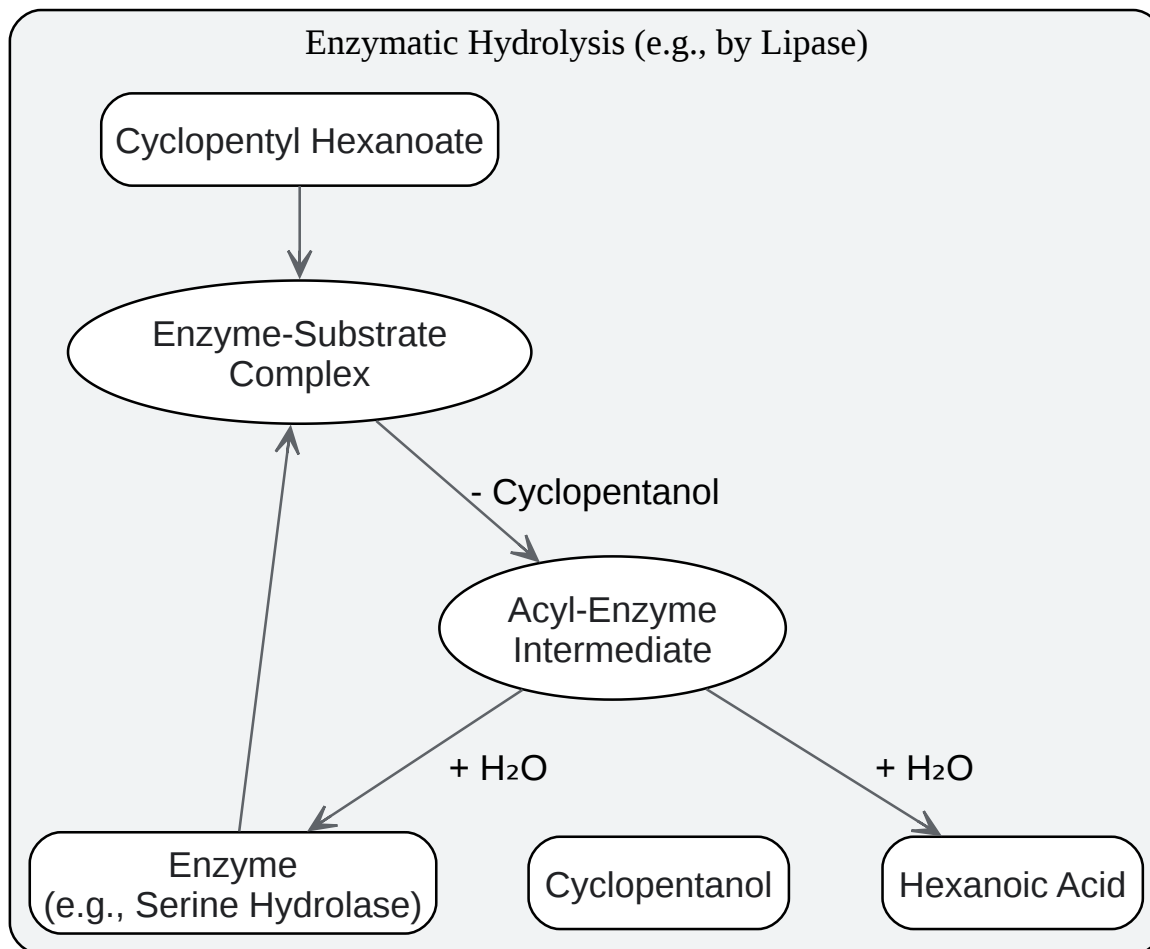 Enzymatic Hydrolysis (e.g., by Lipase)
Cyclopentyl Hexanoate
Enzyme-Substrate
Complex
- Cyclopentanol
Acyl-Enzyme
Intermediate
+ H₂O
+ H₂O
Enzyme
(e.g., Serine Hydrolase)
Cyclopentanol
Hexanoic Acid